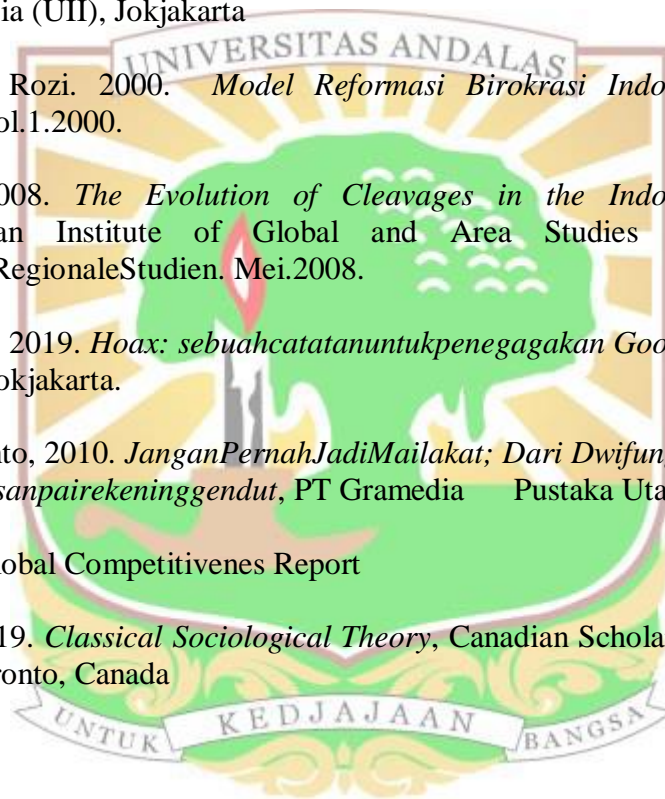 ia (UII), Jokjakarta
UNIVERSITAS ANDALAS
Rozi. 2000. Model Reformasi Birokrasi Indo
ol.1.2000.
008. The Evolution of Cleavages in the Indo
an Institute of Global and Area Studies
RegionaleStudien. Mei.2008.
2019. Hoax: sebuahcatatanuntukpenegagakan Goo
okjakarta.
nto, 2010. JanganPernahJadiMailakat; Dari Dwifun
sanpairekeninggendut, PT Gramedia Pustaka Uta
lobal Competitivenes Report
19. Classical Sociological Theory, Canadian Schola
ronto, Canada
UNTUK KEDJAJAAN BANGSA